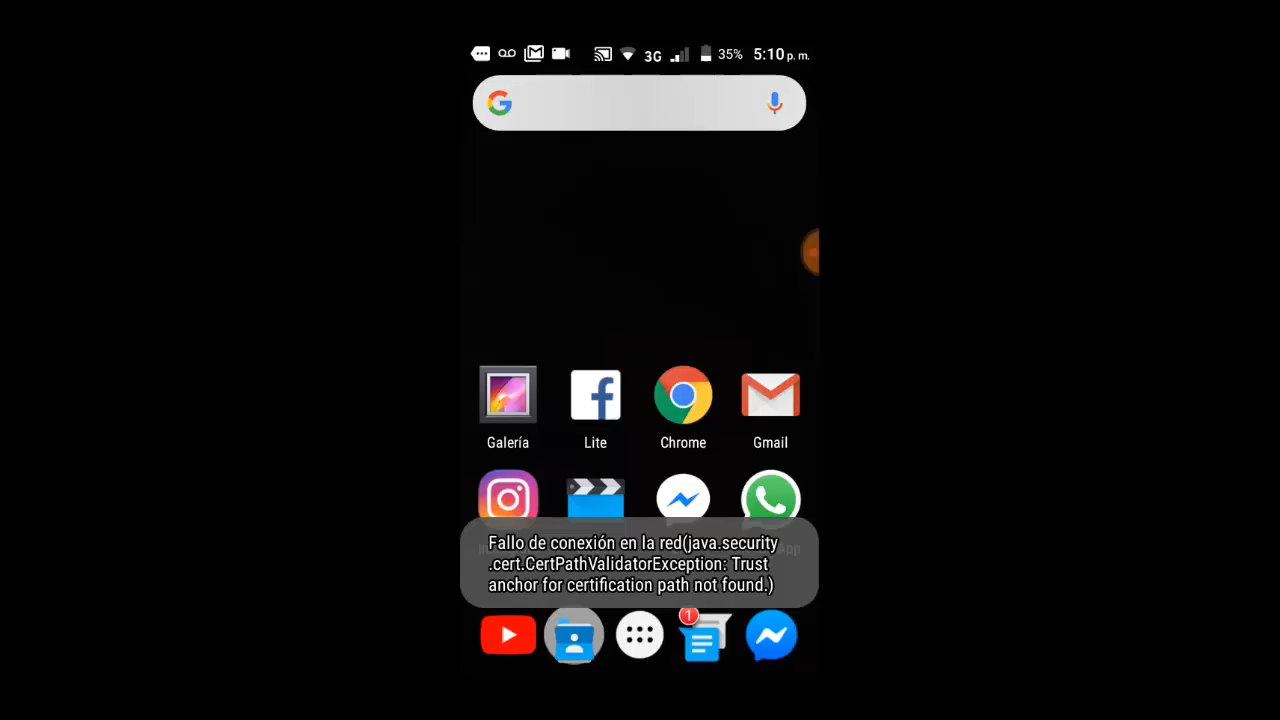 3G 35% 5:10 p. m.
Galería Lite Chrome Gmail
Fallo de conexión en la red(java.security
.cert.CertPathValidatorException: Trust
anchor for certification path not found.)
1